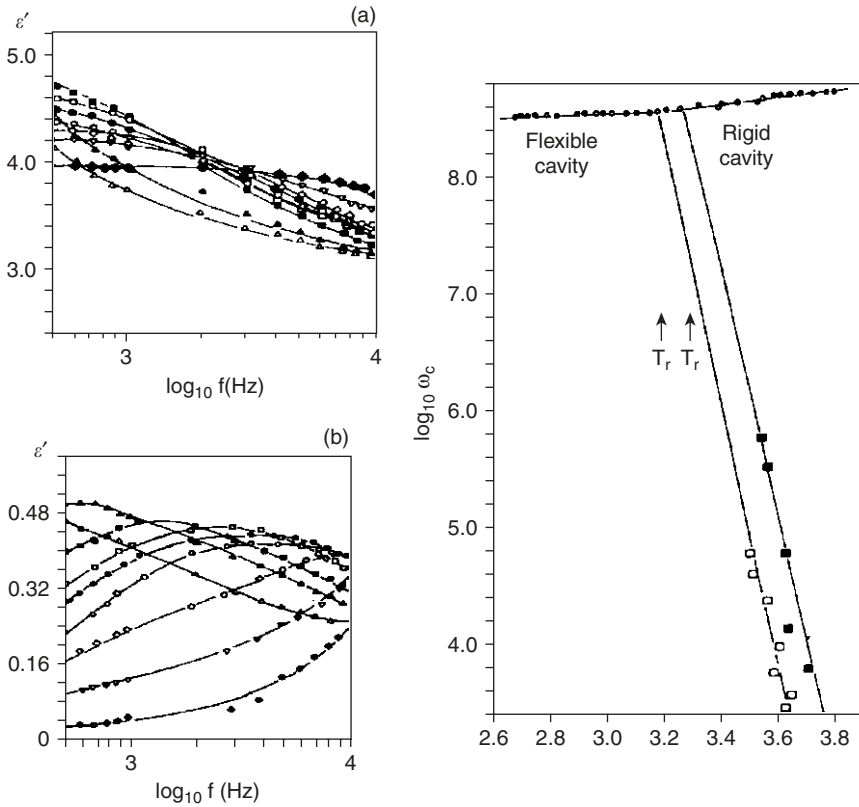 (a)
ε′
5.0
4.0
3.0
3
4
log₁₀ f(Hz)
(b)
ε′
0.48
0.32
0.16
0
3
4
log₁₀ f (Hz)
Flexible cavity
Rigid cavity
8.0
7.0
6.0
4.0
4.0
Tᵣ Tᵣ
log₁₀ ω꜀
2.6 2.8 3.0 3.2 3.4 3.6 3.8